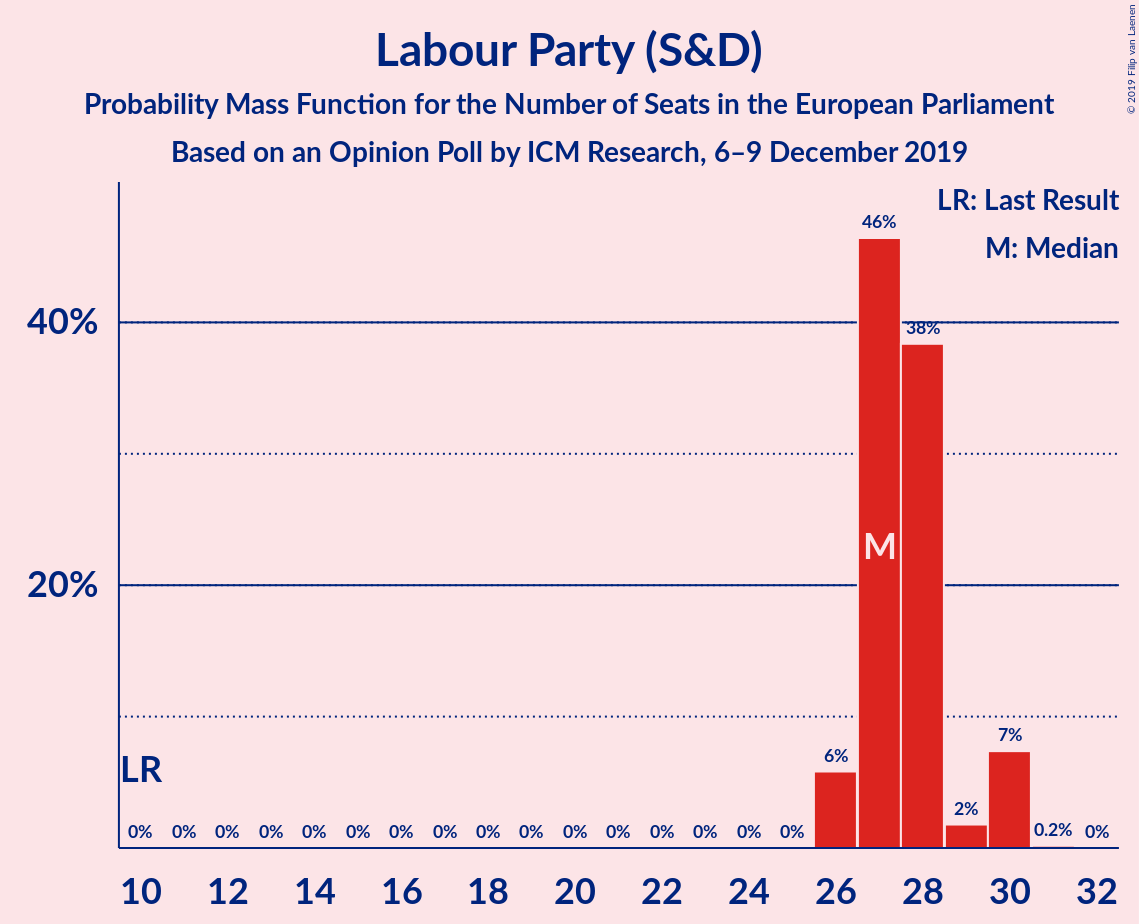 Labour Party (S&D)
Probability Mass Function for the Number of Seats in the European Parliament
Based on an Opinion Poll by ICM Research, 6–9 December 2019
© 2019 Filip van Laenen
LR: Last Result
M: Median
46%
40%
38%
M
20%
7%
6%
LR
2%
0% 0% 0% 0% 0% 0% 0% 0% 0% 0% 0% 0% 0% 0% 0% 0% 0.2% 0%
10 12 14 16 18 20 22 24 26 28 30 32